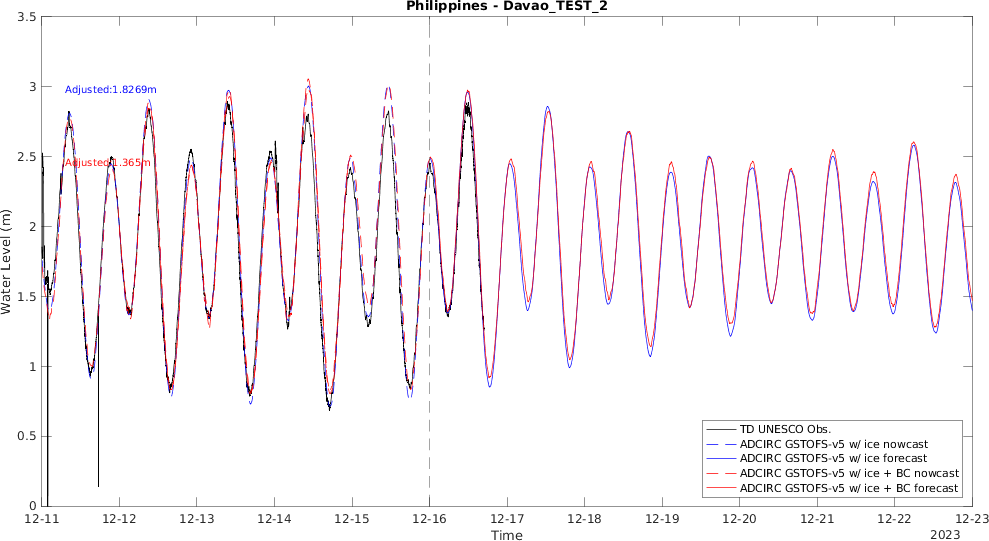 Philippines - Davao_TEST_2
3.5
3
2.5
2
1.5
1
0.5
0
Water Level (m)
Adjusted:1.8269m
Adjusted:1.365m
TD UNESCO Obs.
ADCIRC GSTOFS-v5 w/ ice nowcast
ADCIRC GSTOFS-v5 w/ ice forecast
ADCIRC GSTOFS-v5 w/ ice + BC nowcast
ADCIRC GSTOFS-v5 w/ ice + BC forecast
12-11 12-12 12-13 12-14 12-15 12-16 12-17 12-18 12-19 12-20 12-21 12-22 12-23
Time
2023